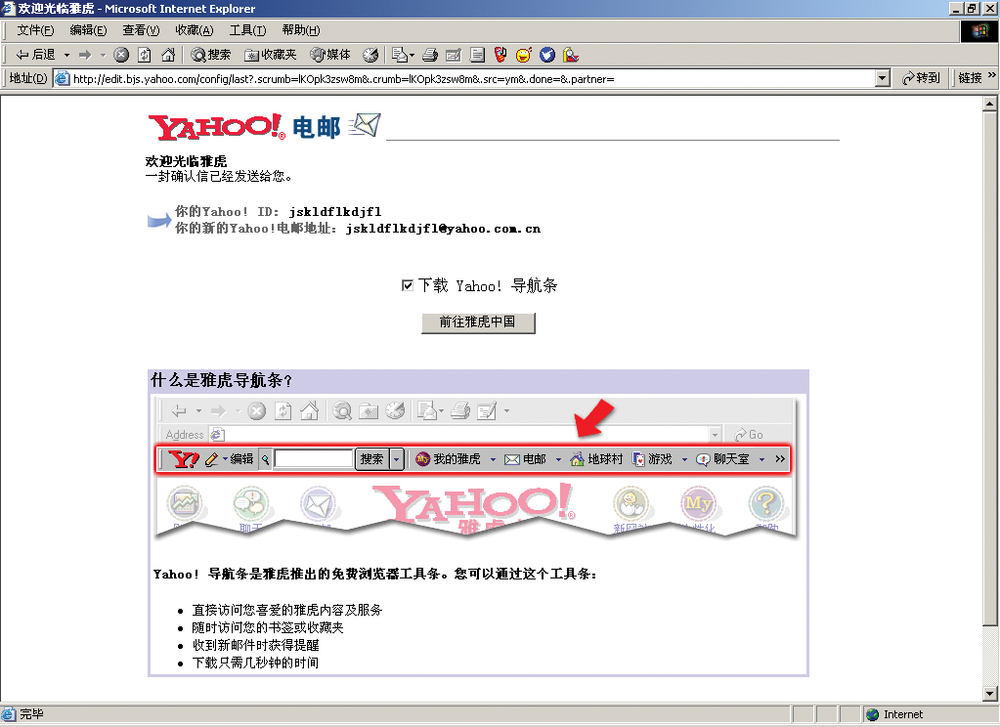 欢迎光临雅虎 - Microsoft Internet Explorer
文件(F) 编辑(E) 查看(V) 收藏(A) 工具(T) 帮助(H)
后退 搜索 收藏夹 媒体
地址(D) http://edit.bjs.yahoo.com/config/last?.scrumb=lKOpk3zsw8m&.crumb=lKOpk3zsw8m&.src=ym&.done=&.partner= 转到 链接 »
YAHOO!® 电邮
欢迎光临雅虎
一封确认信已经发送给您。
你的Yahoo! ID: jskldflkdjfl
你的新的Yahoo!电邮地址: jskldflkdjfl@yahoo.com.cn
下载 Yahoo! 导航条
前往雅虎中国
什么是雅虎导航条?
Address Go
Y! 编辑 搜索 My 我的雅虎 电邮 地球村 游戏 聊天室 »
YAHOO!® My ?
Yahoo! 导航条是雅虎推出的免费浏览器工具条。您可以通过这个工具条:
• 直接访问您喜爱的雅虎内容及服务
• 随时访问您的书签或收藏夹
• 收到新邮件时获得提醒
• 下载只需几秒钟的时间
完毕 Internet